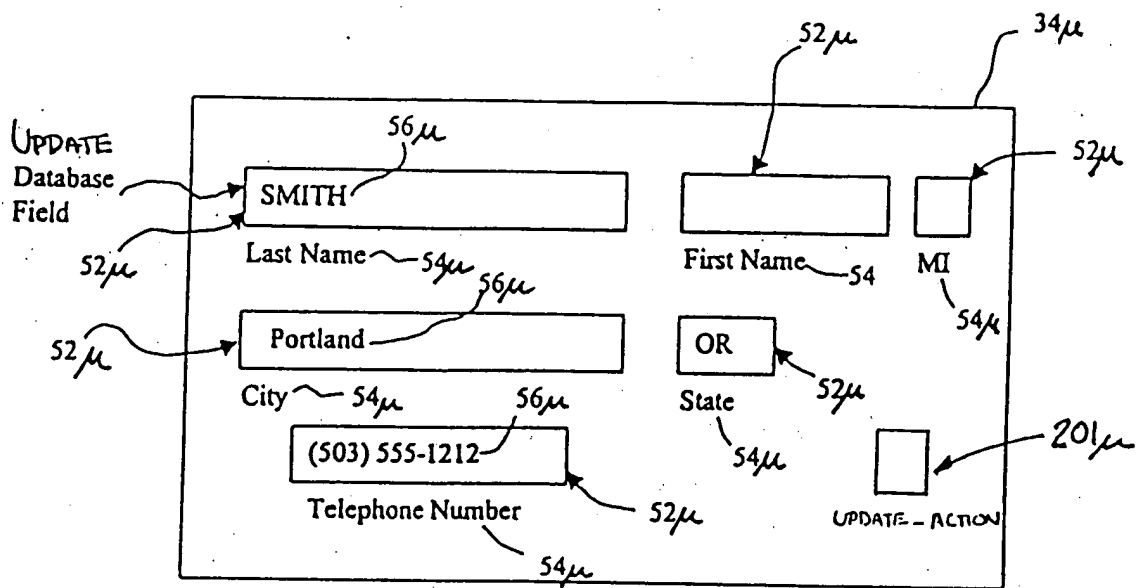 52μ
34μ
UPDATE
Database
Field
56μ
52μ
SMITH
52μ
Last Name
54μ
First Name
54
MI
54μ
56μ
52μ
Portland
OR
52μ
City
54μ
State
54μ
56μ
(503) 555-1212
201μ
Telephone Number
52μ
UPDATE-ACTION
54μ